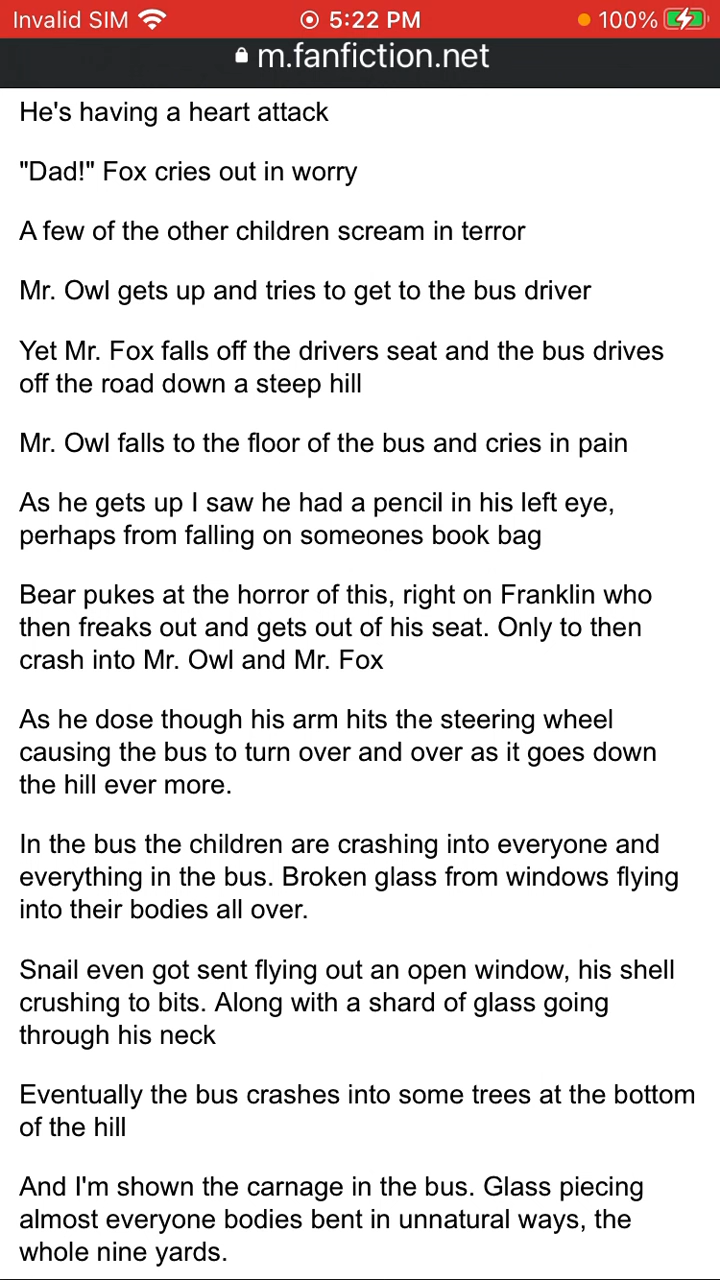 Invalid SIM 5:22 PM 100%
m.fanfiction.net
He's having a heart attack
"Dad!" Fox cries out in worry
A few of the other children scream in terror
Mr. Owl gets up and tries to get to the bus driver
Yet Mr. Fox falls off the drivers seat and the bus drives
off the road down a steep hill
Mr. Owl falls to the floor of the bus and cries in pain
As he gets up I saw he had a pencil in his left eye,
perhaps from falling on someones book bag
Bear pukes at the horror of this, right on Franklin who
then freaks out and gets out of his seat. Only to then
crash into Mr. Owl and Mr. Fox
As he dose though his arm hits the steering wheel
causing the bus to turn over and over as it goes down
the hill ever more.
In the bus the children are crashing into everyone and
everything in the bus. Broken glass from windows flying
into their bodies all over.
Snail even got sent flying out an open window, his shell
crushing to bits. Along with a shard of glass going
through his neck
Eventually the bus crashes into some trees at the bottom
of the hill
And I'm shown the carnage in the bus. Glass piecing
almost everyone bodies bent in unnatural ways, the
whole nine yards.